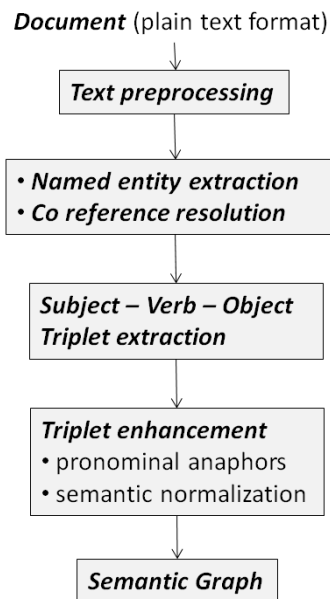 Document (plain text format)
Text preprocessing
• Named entity extraction
• Co reference resolution
Subject – Verb – Object
Triplet extraction
Triplet enhancement
• pronominal anaphors
• semantic normalization
Semantic Graph